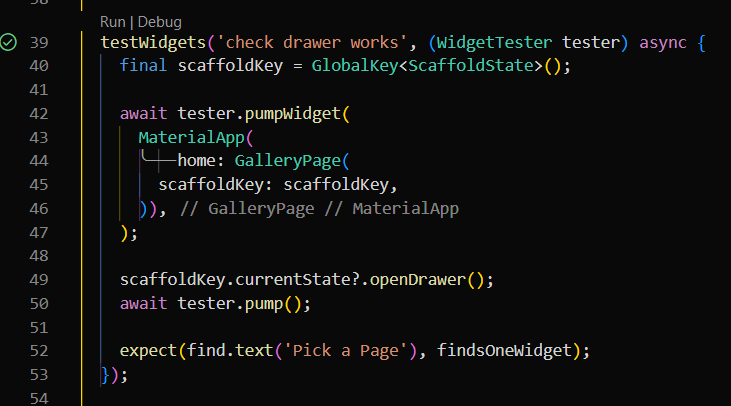 38
Run | Debug
39 testWidgets('check drawer works', (WidgetTester tester) async {
40 final scaffoldKey = GlobalKey<ScaffoldState>();
41
42 await tester.pumpWidget(
43 MaterialApp(
44 home: GalleryPage(
45 scaffoldKey: scaffoldKey,
46 )), // GalleryPage // MaterialApp
47 );
48
49 scaffoldKey.currentState?.openDrawer();
50 await tester.pump();
51
52 expect(find.text('Pick a Page'), findsOneWidget);
53 });
54